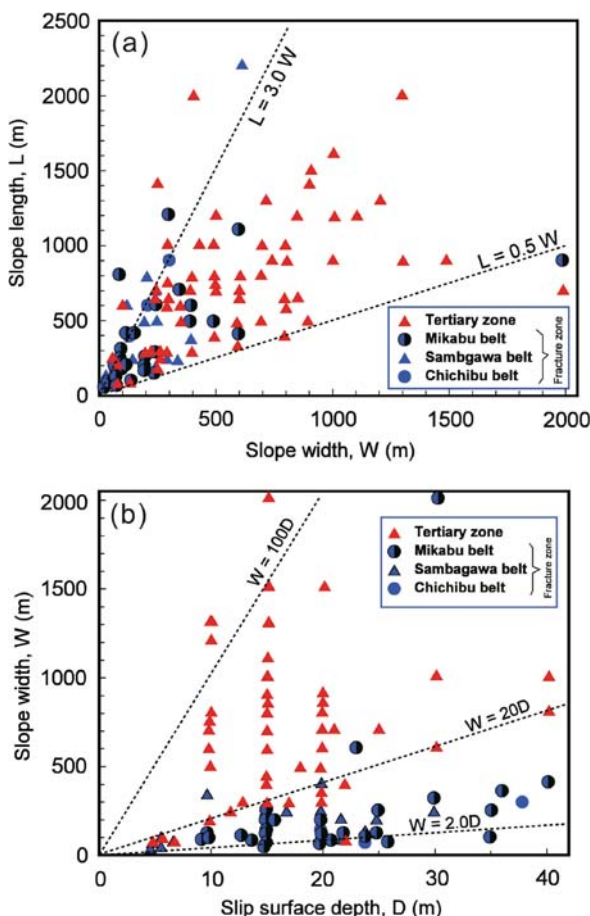 (a)
2500
2000
1500
1000
500
0
Slope length, L (m)
L = 3.0 W
L = 0.5 W
Tertiary zone
Mikabu belt
Sambgawa belt
Chichibu belt
Fracture zone
0 500 1000 1500 2000
Slope width, W (m)
(b)
2000
1500
1000
500
0
Slope width, W (m)
W = 100D
W = 20D
W = 2.0D
Tertiary zone
Mikabu belt
Sambagawa belt
Chichibu belt
Fracture zone
0 10 20 30 40
Slip surface depth, D (m)